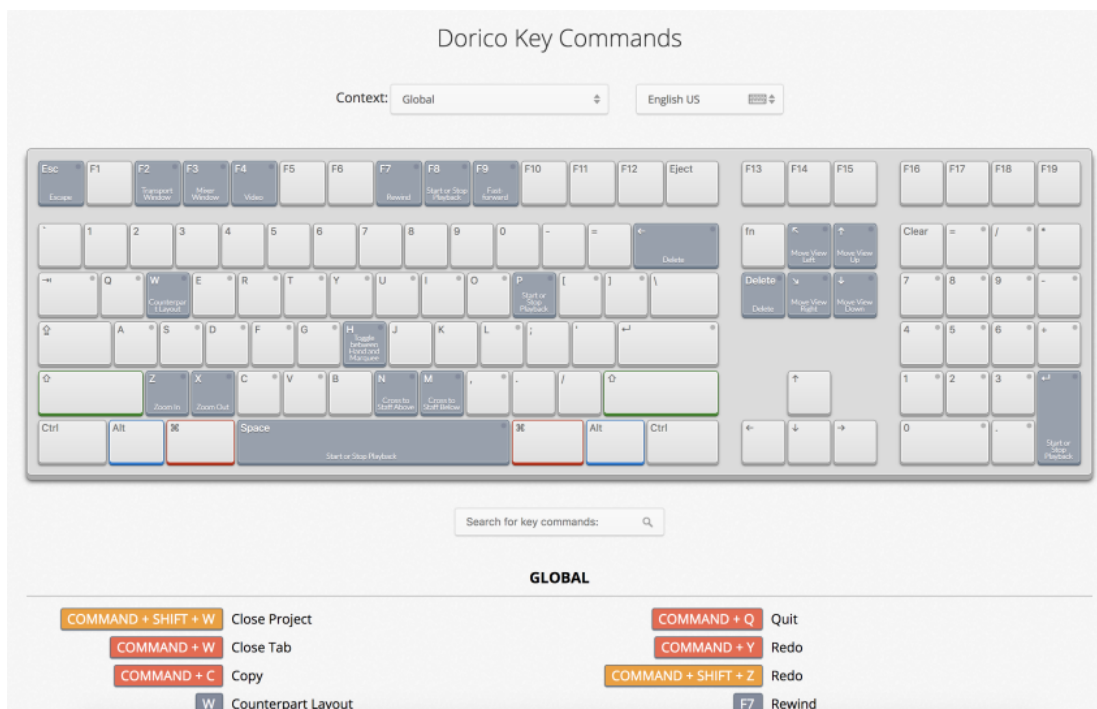 Dorico Key Commands
Context: Global English US
Esc F1 F2 F3 F4 F5 F6 F7 F8 F9 F10 F11 F12 Eject F13 F14 F15 F16 F17 F18 F19
Escape Transport Window Mixer Window Video Rewind Start or Stop Playback Fast-forward
` 1 2 3 4 5 6 7 8 9 0 - = ← fn ↖ ↑ Clear = / *
Delete Move View Left Move View Up
⇥ Q W E R T Y U I O P [ ] \ Delete ↘ ↓ 7 8 9 -
Counterpart Layout Start or Stop Playback Delete Move View Right Move View Down
⇪ A S D F G H J K L ; ' ↵ 4 5 6 +
Toggle between Hand and Marquee
⇧ Z X C V B N M , . / ⇧ ↑ 1 2 3 ↵
Zoom In Zoom Out Cross to Staff Above Cross to Staff Below
Ctrl Alt ⌘ Space ⌘ Alt Ctrl ← ↓ → 0 .
Start or Stop Playback Start or Stop Playback
Search for key commands:
GLOBAL
COMMAND + SHIFT + W Close Project COMMAND + Q Quit
COMMAND + W Close Tab COMMAND + Y Redo
COMMAND + C Copy COMMAND + SHIFT + Z Redo
W Counterpart Layout F7 Rewind